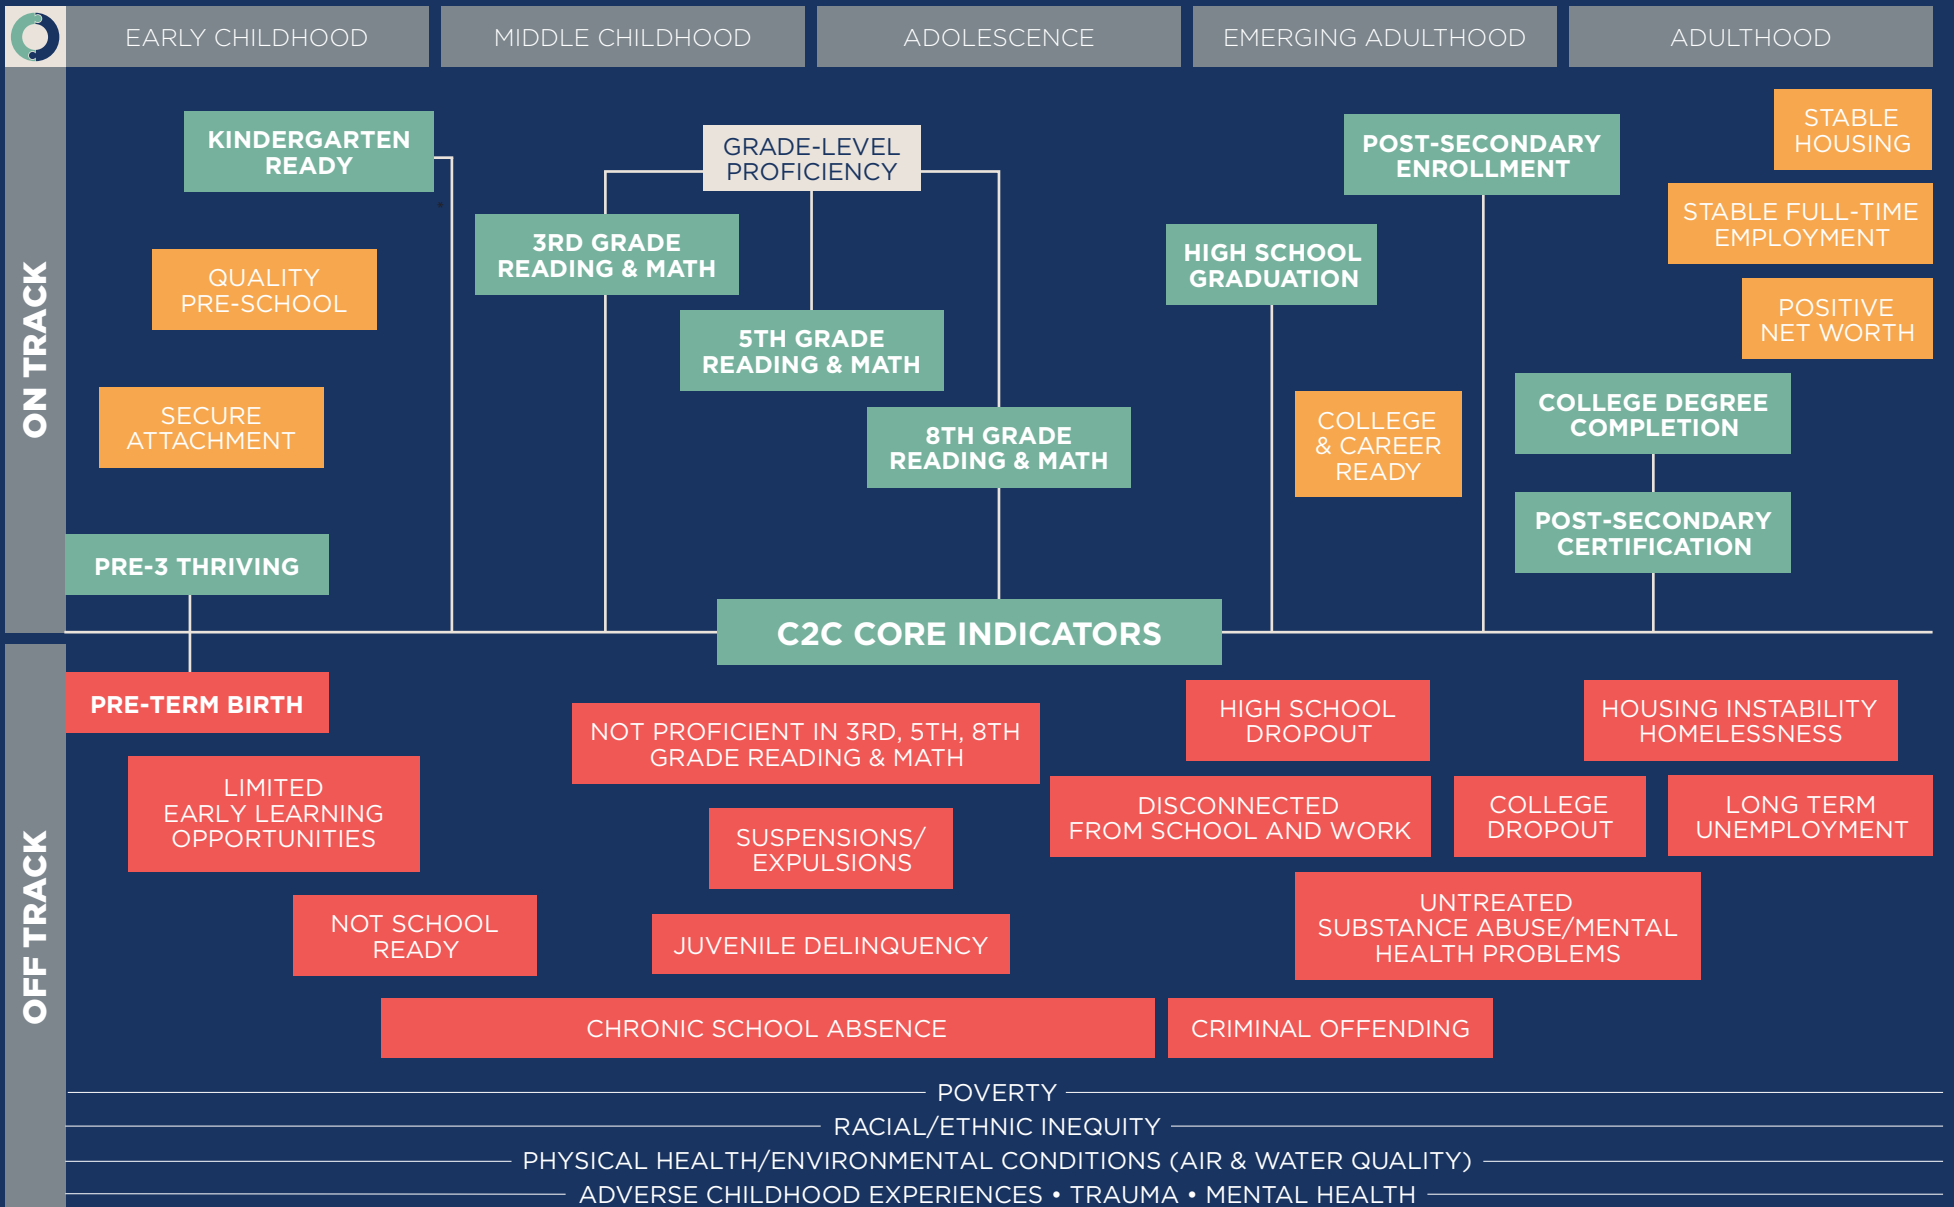 EARLY CHILDHOOD
MIDDLE CHILDHOOD
ADOLESCENCE
EMERGING ADULTHOOD
ADULTHOOD
ON TRACK
KINDERGARTEN
READY
QUALITY
PRE-SCHOOL
SECURE
ATTACHMENT
PRE-3 THRIVING
GRADE-LEVEL
PROFICIENCY
3RD GRADE
READING & MATH
5TH GRADE
READING & MATH
8TH GRADE
READING & MATH
HIGH SCHOOL
GRADUATION
POST-SECONDARY
ENROLLMENT
COLLEGE
& CAREER
READY
STABLE
HOUSING
STABLE FULL-TIME
EMPLOYMENT
POSITIVE
NET WORTH
COLLEGE DEGREE
COMPLETION
POST-SECONDARY
CERTIFICATION
C2C CORE INDICATORS
OFF TRACK
PRE-TERM BIRTH
LIMITED
EARLY LEARNING
OPPORTUNITIES
NOT SCHOOL
READY
NOT PROFICIENT IN 3RD, 5TH, 8TH
GRADE READING & MATH
SUSPENSIONS/
EXPULSIONS
JUVENILE DELINQUENCY
CHRONIC SCHOOL ABSENCE
HIGH SCHOOL
DROPOUT
DISCONNECTED
FROM SCHOOL AND WORK
COLLEGE
DROPOUT
HOUSING INSTABILITY
HOMELESSNESS
LONG TERM
UNEMPLOYMENT
UNTREATED
SUBSTANCE ABUSE/MENTAL
HEALTH PROBLEMS
CRIMINAL OFFENDING
POVERTY
RACIAL/ETHNIC INEQUITY
PHYSICAL HEALTH/ENVIRONMENTAL CONDITIONS (AIR & WATER QUALITY)
ADVERSE CHILDHOOD EXPERIENCES • TRAUMA • MENTAL HEALTH